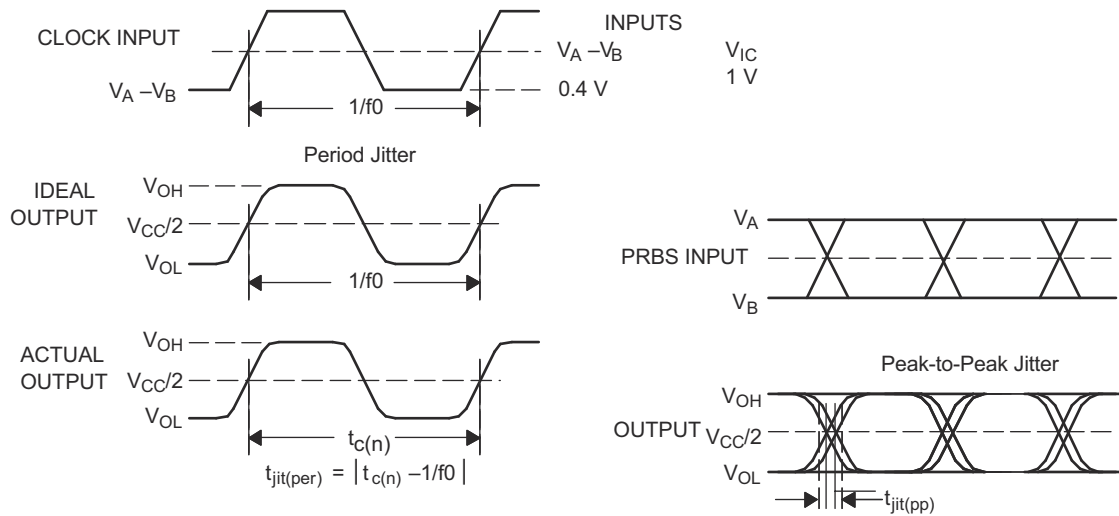 INPUTS
CLOCK INPUT
V_A –V_B
V_IC
1 V
V_A –V_B
0.4 V
1/f0
Period Jitter
IDEAL
OUTPUT
V_OH
V_CC/2
V_OL
1/f0
V_A
PRBS INPUT
V_B
ACTUAL
OUTPUT
V_OH
V_CC/2
V_OL
t_c(n)
t_jit(per) = | t_c(n) –1/f0 |
Peak-to-Peak Jitter
V_OH
OUTPUT
V_CC/2
V_OL
t_jit(pp)